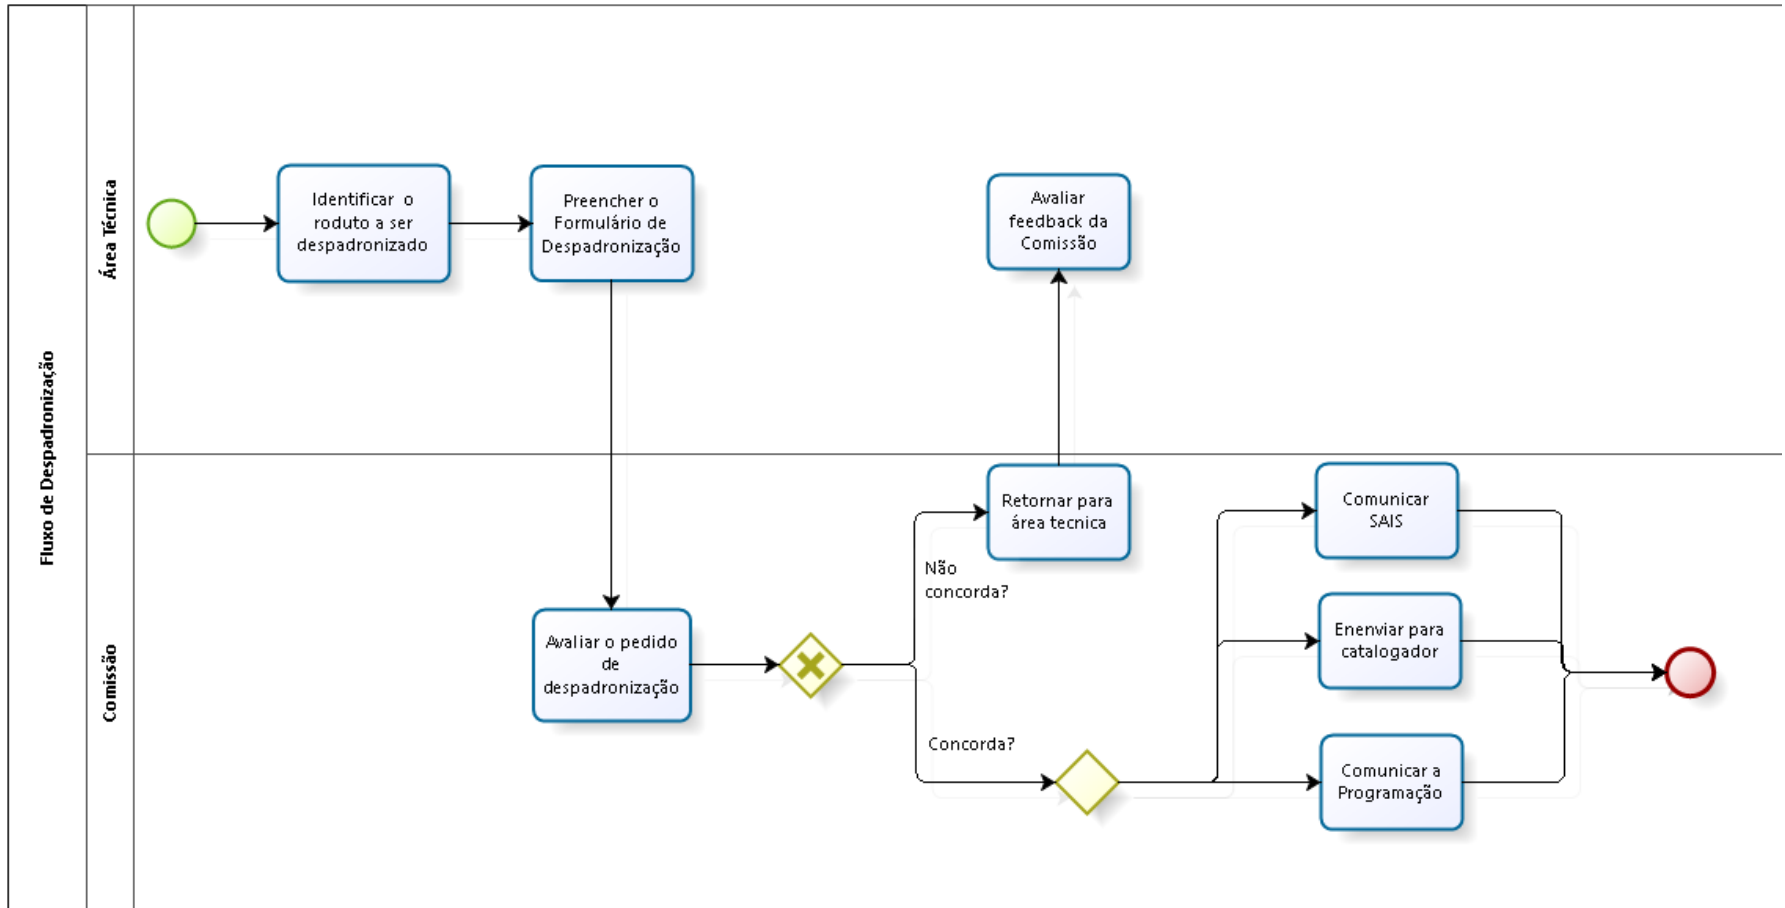 Fluxo de Despadronização
Área Técnica
Identificar o
roduto a ser
despadronizado
Preencher o
Formulário de
Despadronização
Avaliar
feedback da
Comissão
Comissão
Avaliar o pedido
de
despadronização
Não
concorda?
Concorda?
Retornar para
área tecnica
Comunicar
SAIS
Enenviar para
catalogador
Comunicar a
Programação